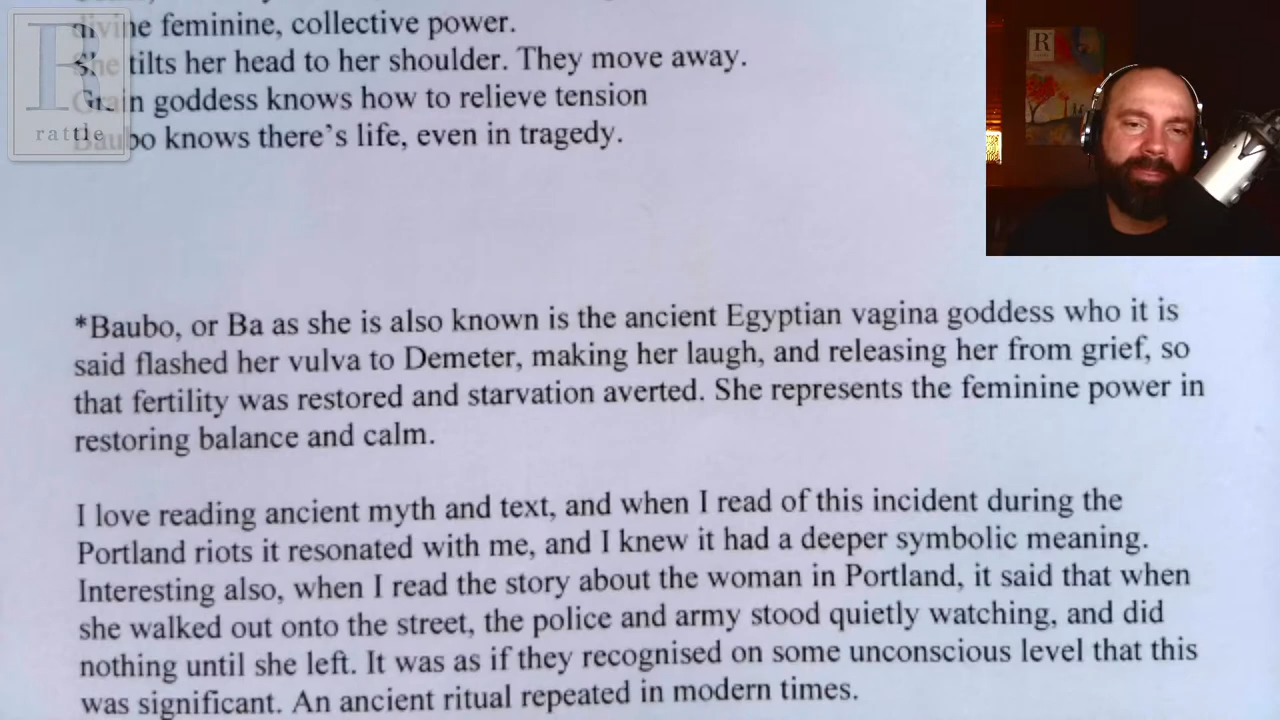 divine feminine, collective power.
She tilts her head to her shoulder. They move away.
Grain goddess knows how to relieve tension
Baubo knows there's life, even in tragedy.
R
rattle
R
*Baubo, or Ba as she is also known is the ancient Egyptian vagina goddess who it is
said flashed her vulva to Demeter, making her laugh, and releasing her from grief, so
that fertility was restored and starvation averted. She represents the feminine power in
restoring balance and calm.
I love reading ancient myth and text, and when I read of this incident during the
Portland riots it resonated with me, and I knew it had a deeper symbolic meaning.
Interesting also, when I read the story about the woman in Portland, it said that when
she walked out onto the street, the police and army stood quietly watching, and did
nothing until she left. It was as if they recognised on some unconscious level that this
was significant. An ancient ritual repeated in modern times.